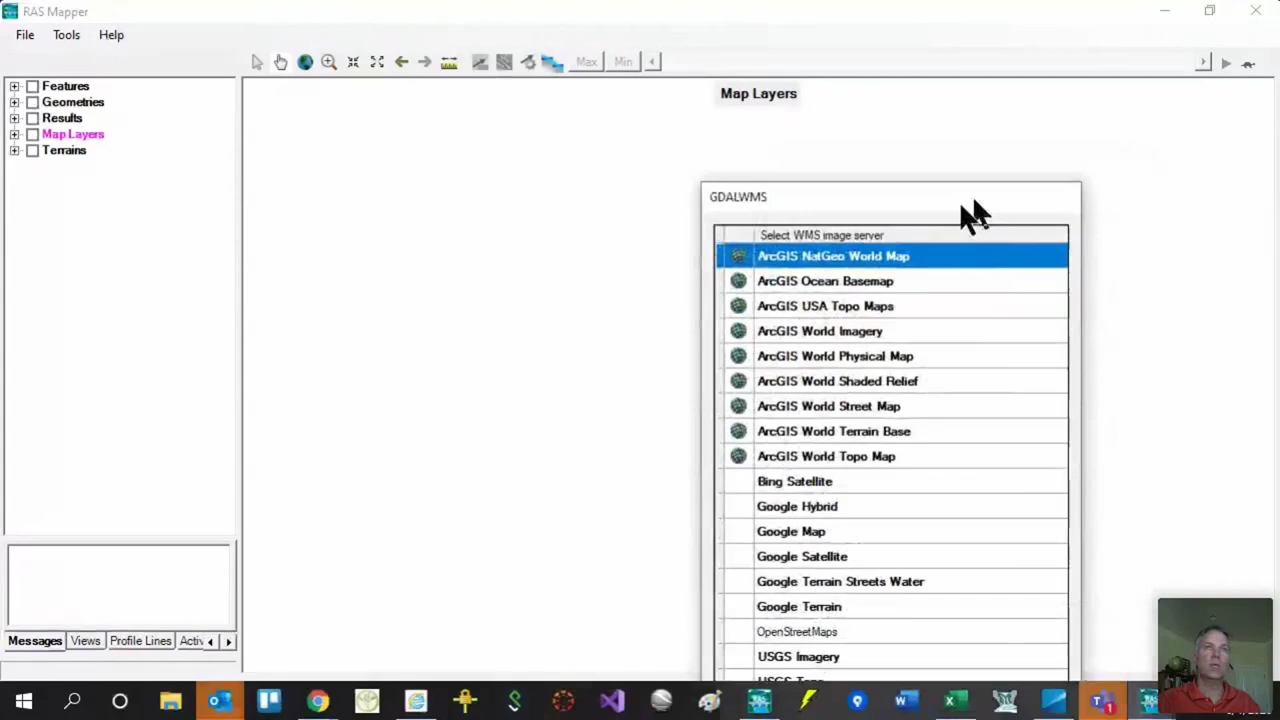 RAS Mapper
File Tools Help
Max Min
Features
Geometries
Results
Map Layers
Terrains
Map Layers
GDALWMS
Select WMS image server
ArcGIS NatGeo World Map
ArcGIS Ocean Basemap
ArcGIS USA Topo Maps
ArcGIS World Imagery
ArcGIS World Physical Map
ArcGIS World Shaded Relief
ArcGIS World Street Map
ArcGIS World Terrain Base
ArcGIS World Topo Map
Bing Satellite
Google Hybrid
Google Map
Google Satellite
Google Terrain Streets Water
Google Terrain
OpenStreetMaps
USGS Imagery
Messages Views Profile Lines Activ